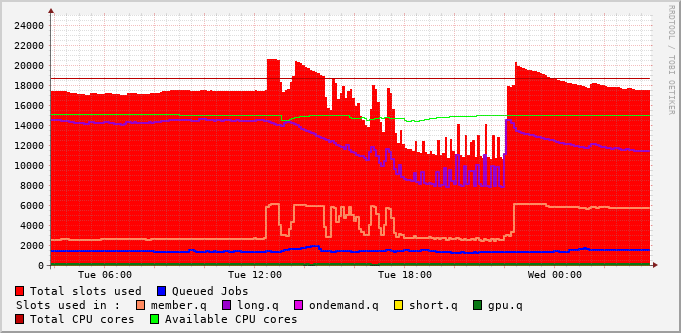 24000
22000
20000
18000
16000
14000
12000
10000
8000
6000
4000
2000
0
Tue 06:00 Tue 12:00 Tue 18:00 Wed 00:00
RRDTOOL / TOBI OETIKER
Total slots used Queued Jobs
Slots used in : member.q long.q ondemand.q short.q gpu.q
Total CPU cores Available CPU cores